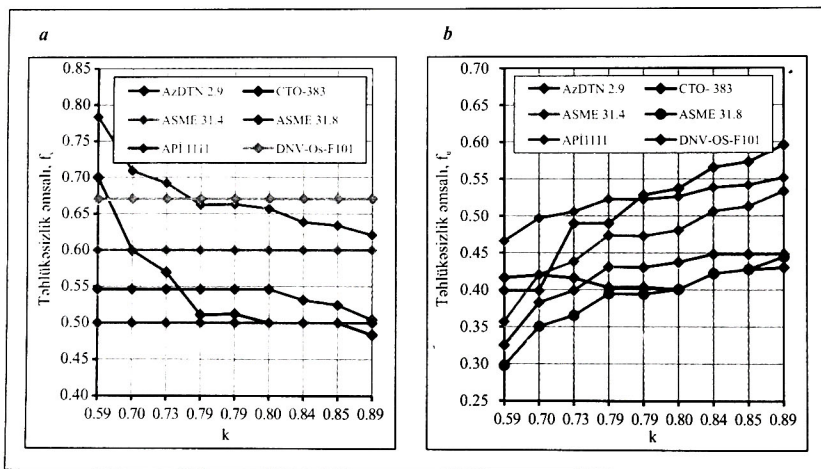 a
0.85
0.80
0.75
0.70
0.65
0.60
0.55
0.50
0.45
0.40
Təhlükəsizlik əmsalı, f
AzDTN 2.9
CTO-383
ASME 31.4
ASME 31.8
APİ1111
DNV-Os-F101
0.59 0.70 0.73 0.79 0.79 0.80 0.84 0.85 0.89
k
b
0.70
0.65
0.60
0.55
0.50
0.45
0.40
0.35
0.30
0.25
Təhlükəsizlik əmsalı, f
AzDTN 2.9
CTO-383
ASME 31.4
ASME 31.8
APİ1111
DNV-OS-F101
0.59 0.70 0.73 0.79 0.79 0.80 0.84 0.85 0.89
k